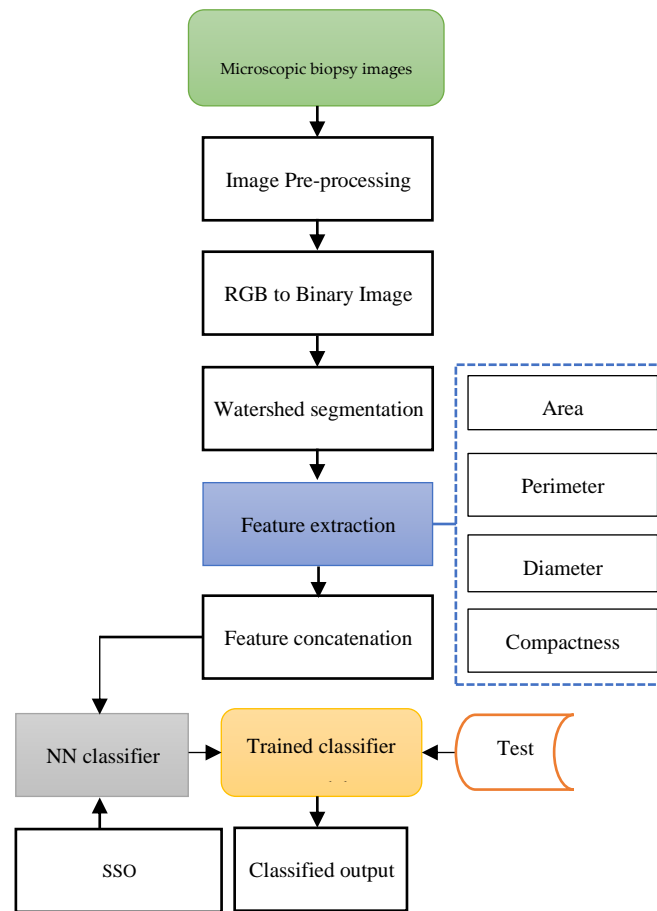 Microscopic biopsy images
Image Pre-processing
RGB to Binary Image
Watershed segmentation
Area
Perimeter
Feature extraction
Diameter
Feature concatenation
Compactness
NN classifier
Trained classifier
Test
SSO
Classified output